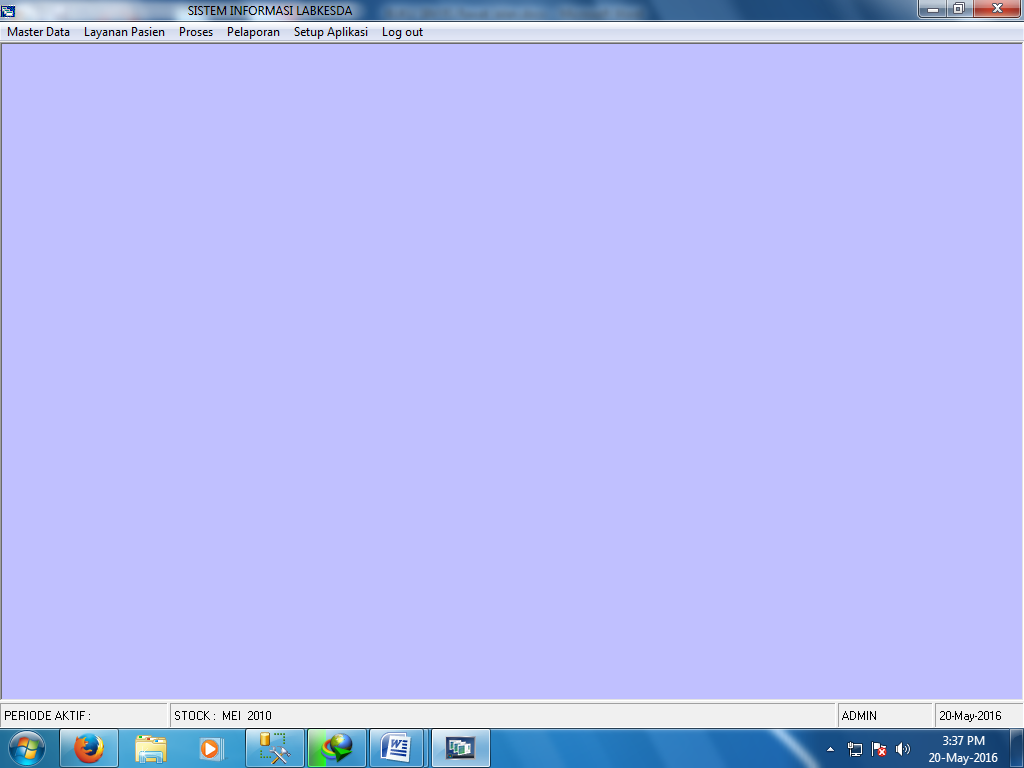 SISTEM INFORMASI LABKESDA
Master Data Layanan Pasien Proses Pelaporan Setup Aplikasi Log out
PERIODE AKTIF : STOCK : MEI 2010 ADMIN 20-May-2016
3:37 PM
20-May-2016